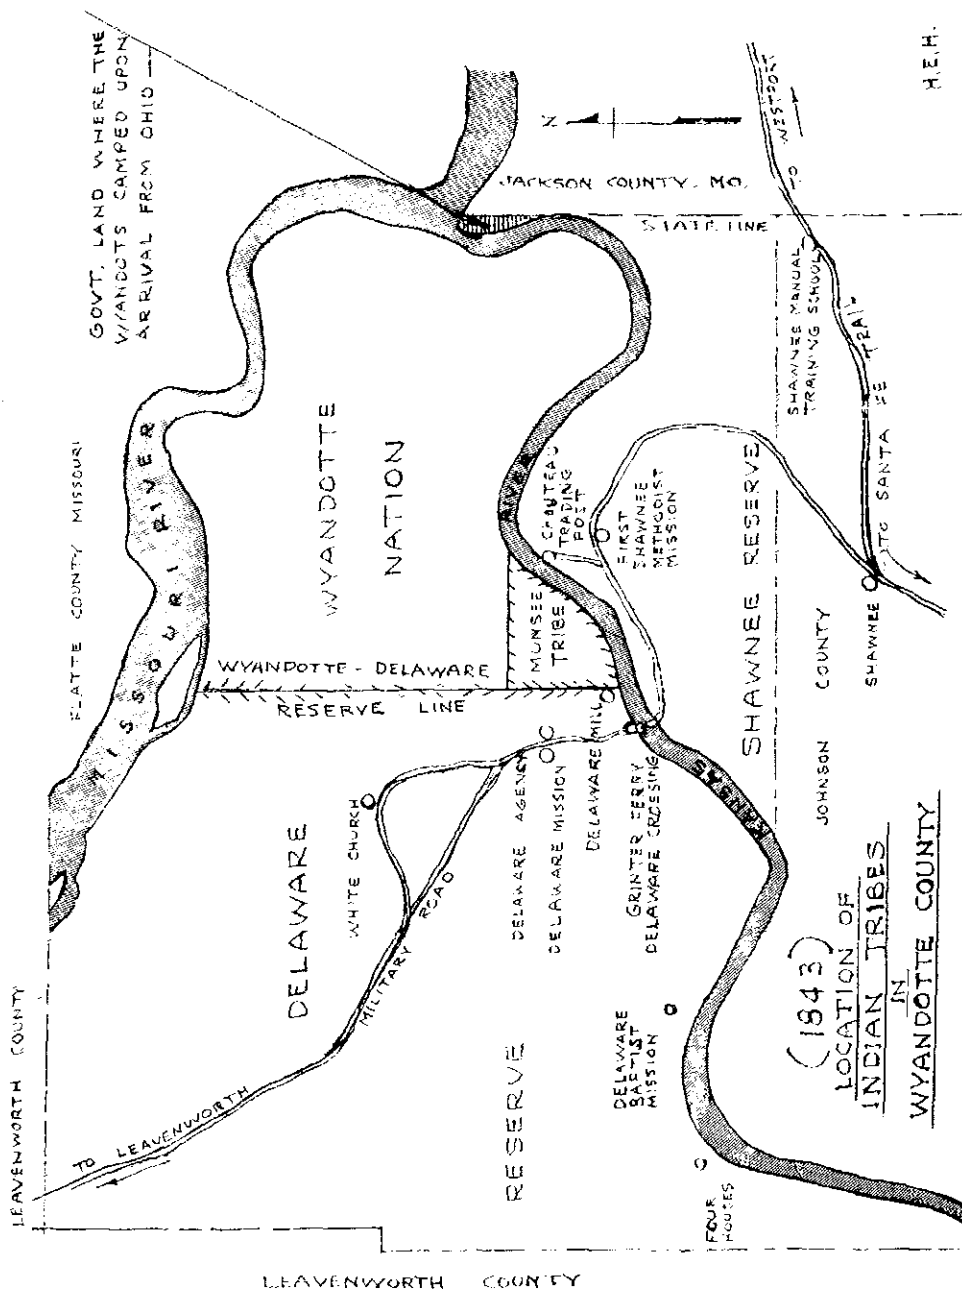 GOVT. LAND WHERE THE
WYANDOTS CAMPED UPON
ARRIVAL FROM OHIO
PLATTE COUNTY MISSOURI
MISSOURI RIVER
LEAVENWORTH COUNTY
TO LEAVENWORTH
MILITARY ROAD
DELAWARE
RESERVE
WHITE CHURCH
WYANDOTTE - DELAWARE
RESERVE LINE
WYANDOTTE
NATION
MUNSEE
TRIBE
CHOUTEAU
TRADING
POST
FIRST
SHAWNEE
METHODIST
MISSION
DELAWARE AGENCY
DELAWARE MISSION
DELAWARE MILL
GRINTER FERRY
DELAWARE CROSSING
DELAWARE
BAPTIST
MISSION
FOUR
HOUSES
KANSAS
RIVER
N
JACKSON COUNTY, MO.
STATE LINE
TO WESTPORT
SHAWNEE MANUAL
TRAINING SCHOOL
TO SANTA FE TRAIL
SHAWNEE RESERVE
JOHNSON COUNTY
SHAWNEE
H.E.H.
LEAVENWORTH COUNTY
(1843)
LOCATION OF
INDIAN TRIBES
IN
WYANDOTTE COUNTY